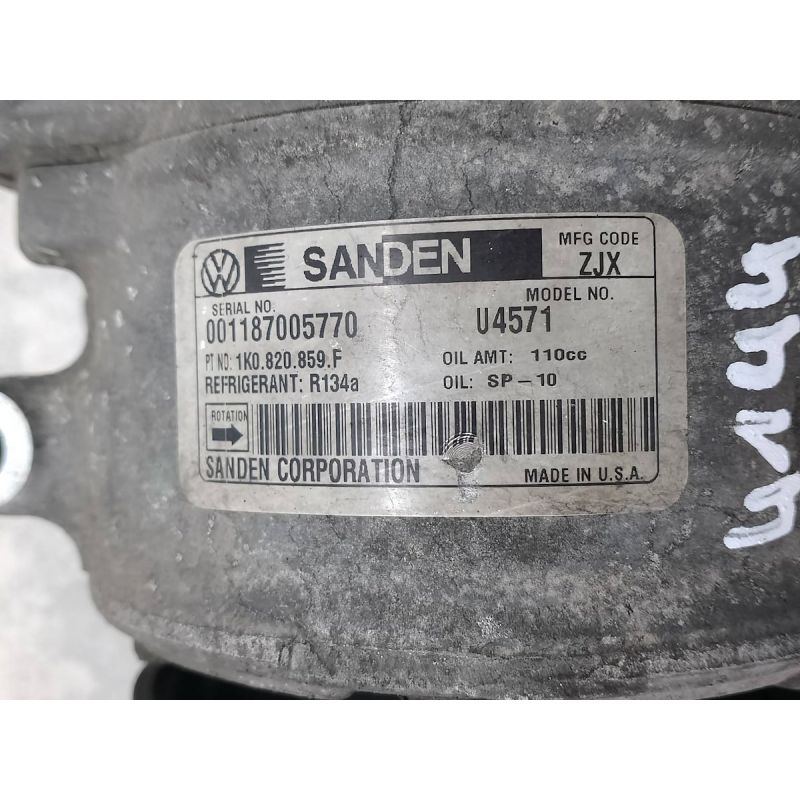 VW SANDEN MFG CODE
ZJX
SERIAL NO. MODEL NO.
001187005770 U4571
PT NO: 1K0.820.859.F OIL AMT: 110cc
REFRIGERANT: R134a OIL: SP-10
ROTATION
SANDEN CORPORATION MADE IN U.S.A.